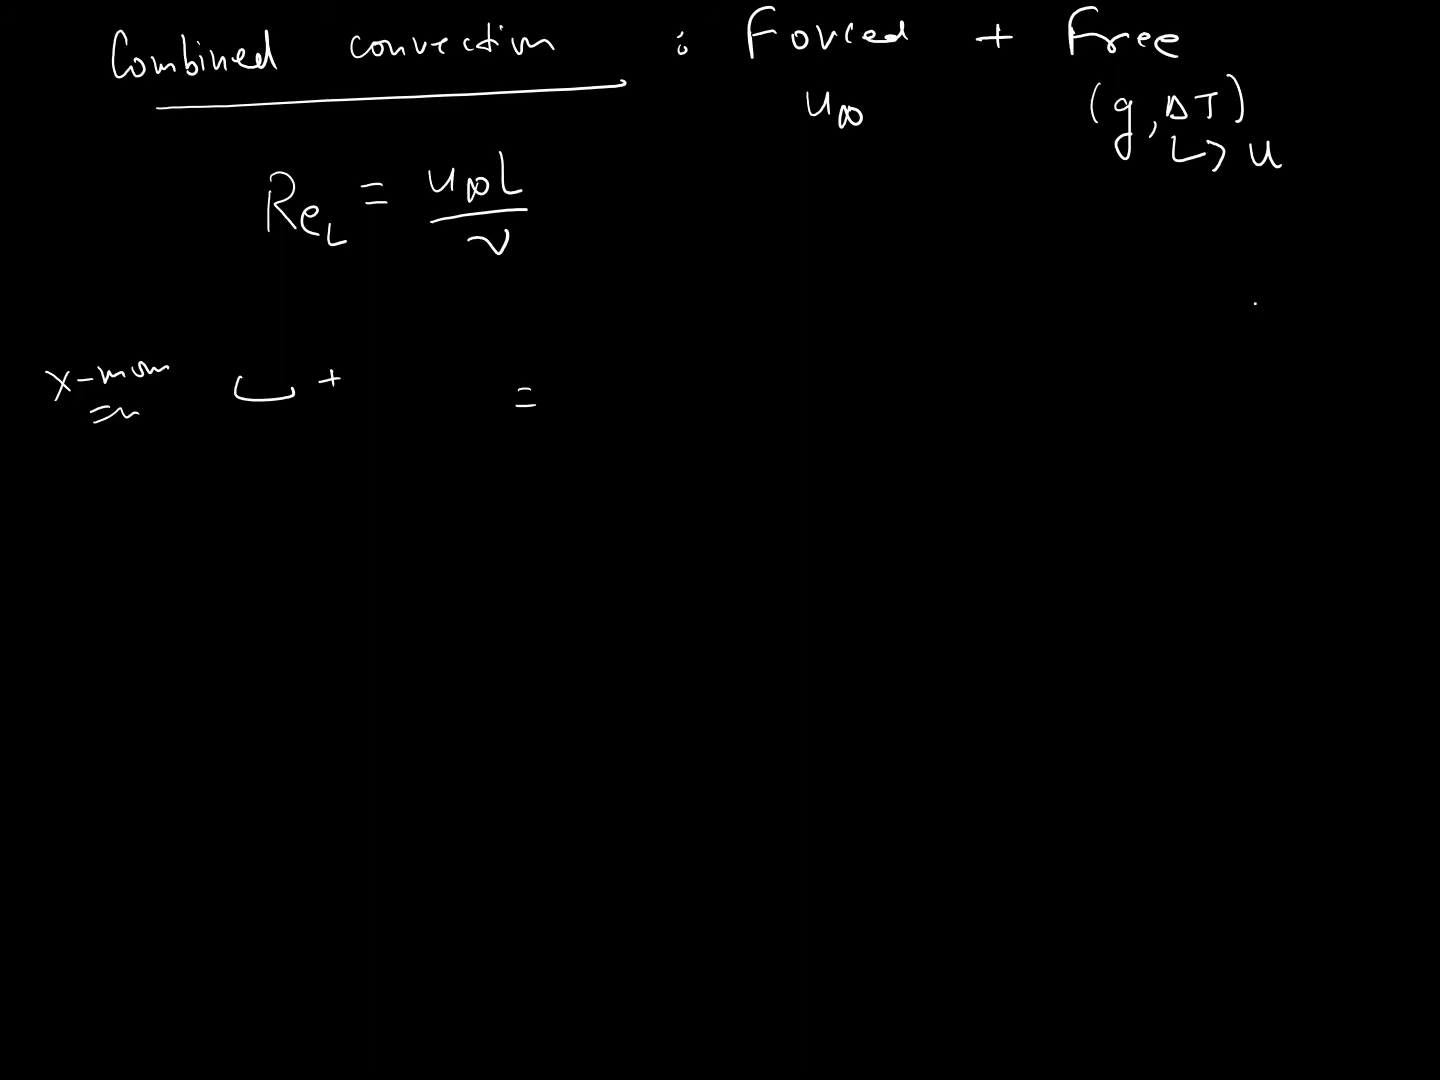 Combined convection : Forced + Free
u∞ (g, ΔT)
↳ u
Re_L = u∞L / ν
x-mom ⎵ + =